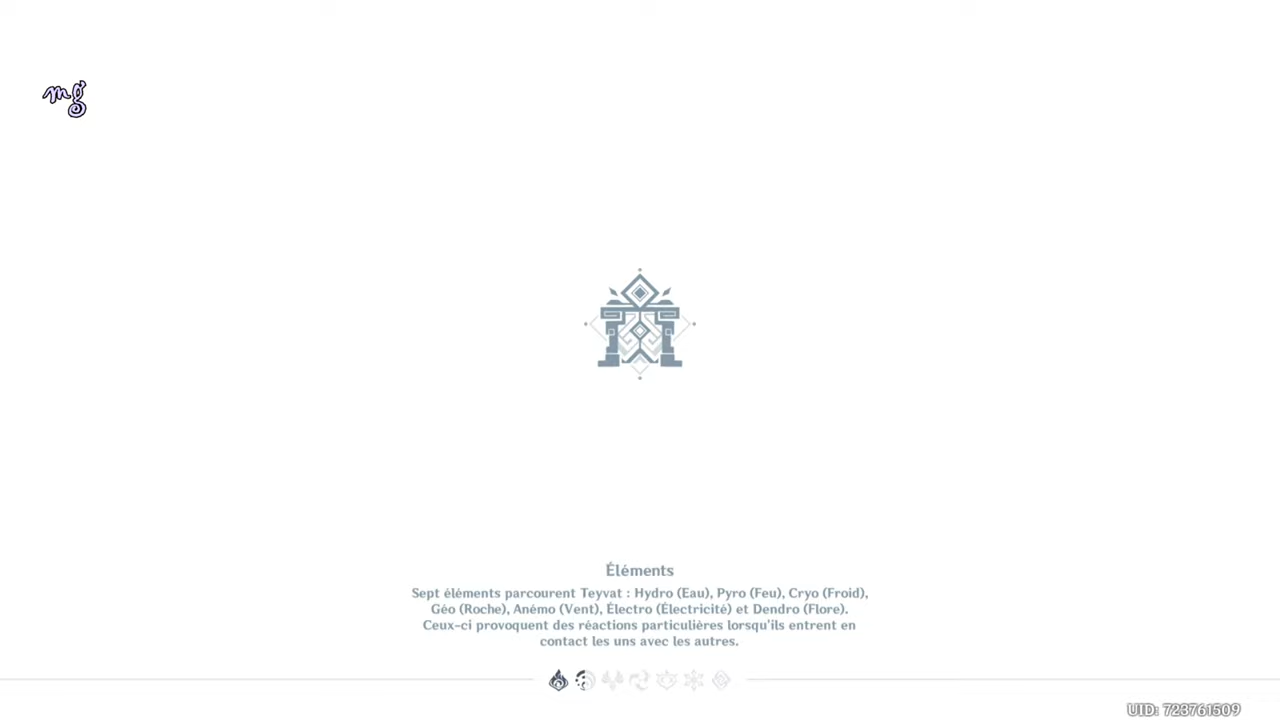 mg
Éléments
Sept éléments parcourent Teyvat : Hydro (Eau), Pyro (Feu), Cryo (Froid),
Géo (Roche), Anémo (Vent), Électro (Électricité) et Dendro (Flore).
Ceux-ci provoquent des réactions particulières lorsqu'ils entrent en
contact les uns avec les autres.
UID: 723761509